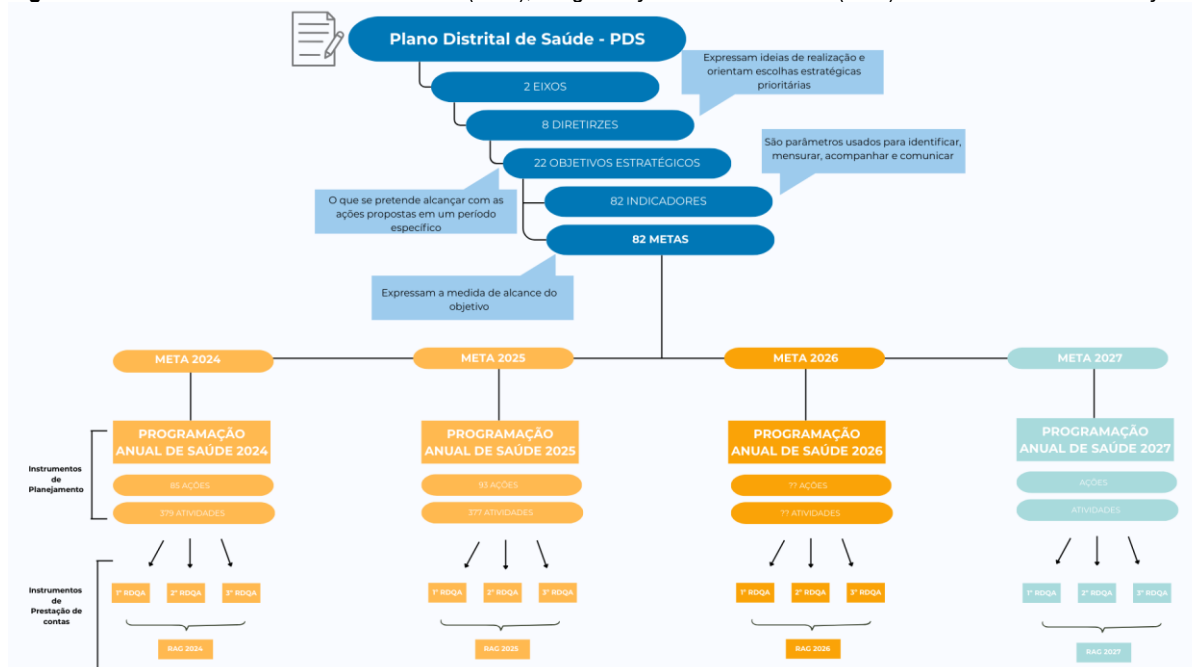 Plano Distrital de Saúde - PDS
Expressam ideias de realização e
orientam escolhas estratégicas
prioritárias
2 EIXOS
8 DIRETIRZES
São parâmetros usados para identificar,
mensurar, acompanhar e comunicar
22 OBJETIVOS ESTRATÉGICOS
O que se pretende alcançar com as
ações propostas em um período
específico
82 INDICADORES
82 METAS
Expressam a medida de alcance do
objetivo
META 2024
META 2025
META 2026
META 2027
PROGRAMAÇÃO
ANUAL DE SAÚDE 2024
PROGRAMAÇÃO
ANUAL DE SAÚDE 2025
PROGRAMAÇÃO
ANUAL DE SAÚDE 2026
PROGRAMAÇÃO
ANUAL DE SAÚDE 2027
Instrumentos
de
Planejamento
85 AÇÕES
93 AÇÕES
?? AÇÕES
AÇÕES
379 ATIVIDADES
377 ATIVIDADES
?? ATIVIDADES
ATIVIDADES
Instrumentos
de
Prestação de
contas
1º RDQA 2º RDQA 3º RDQA
1º RDQA 2º RDQA 3º RDQA
1º RDQA 2º RDQA 3º RDQA
1º RDQA 2º RDQA 3º RDQA
RAG 2024
RAG 2025
RAG 2026
RAG 2027